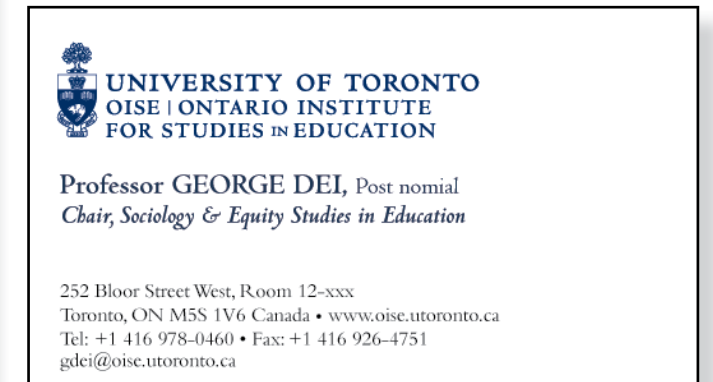 UNIVERSITY OF TORONTO
OISE | ONTARIO INSTITUTE
FOR STUDIES IN EDUCATION
Professor GEORGE DEI, Post nomial
Chair, Sociology & Equity Studies in Education
252 Bloor Street West, Room 12-xxx
Toronto, ON M5S 1V6 Canada • www.oise.utoronto.ca
Tel: +1 416 978-0460 • Fax: +1 416 926-4751
gdei@oise.utoronto.ca